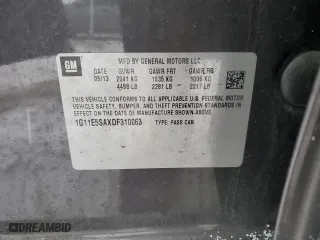 GM
MFD BY GENERAL MOTORS LLC
DATE GVWR GAWR FRT GAWR RR
05/13 2041 KG 1035 KG 1006 KG
4498 LB 2281 LB 2217 LB
THIS VEHICLE CONFORMS TO ALL APPLICABLE U.S. FEDERAL MOTOR
VEHICLE SAFETY, BUMPER, AND THEFT PREVENTION STANDARDS
IN EFFECT ON THE DATE OF MANUFACTURE SHOWN ABOVE.
1G11E5SAXDF310063 TYPE: PASS CAR